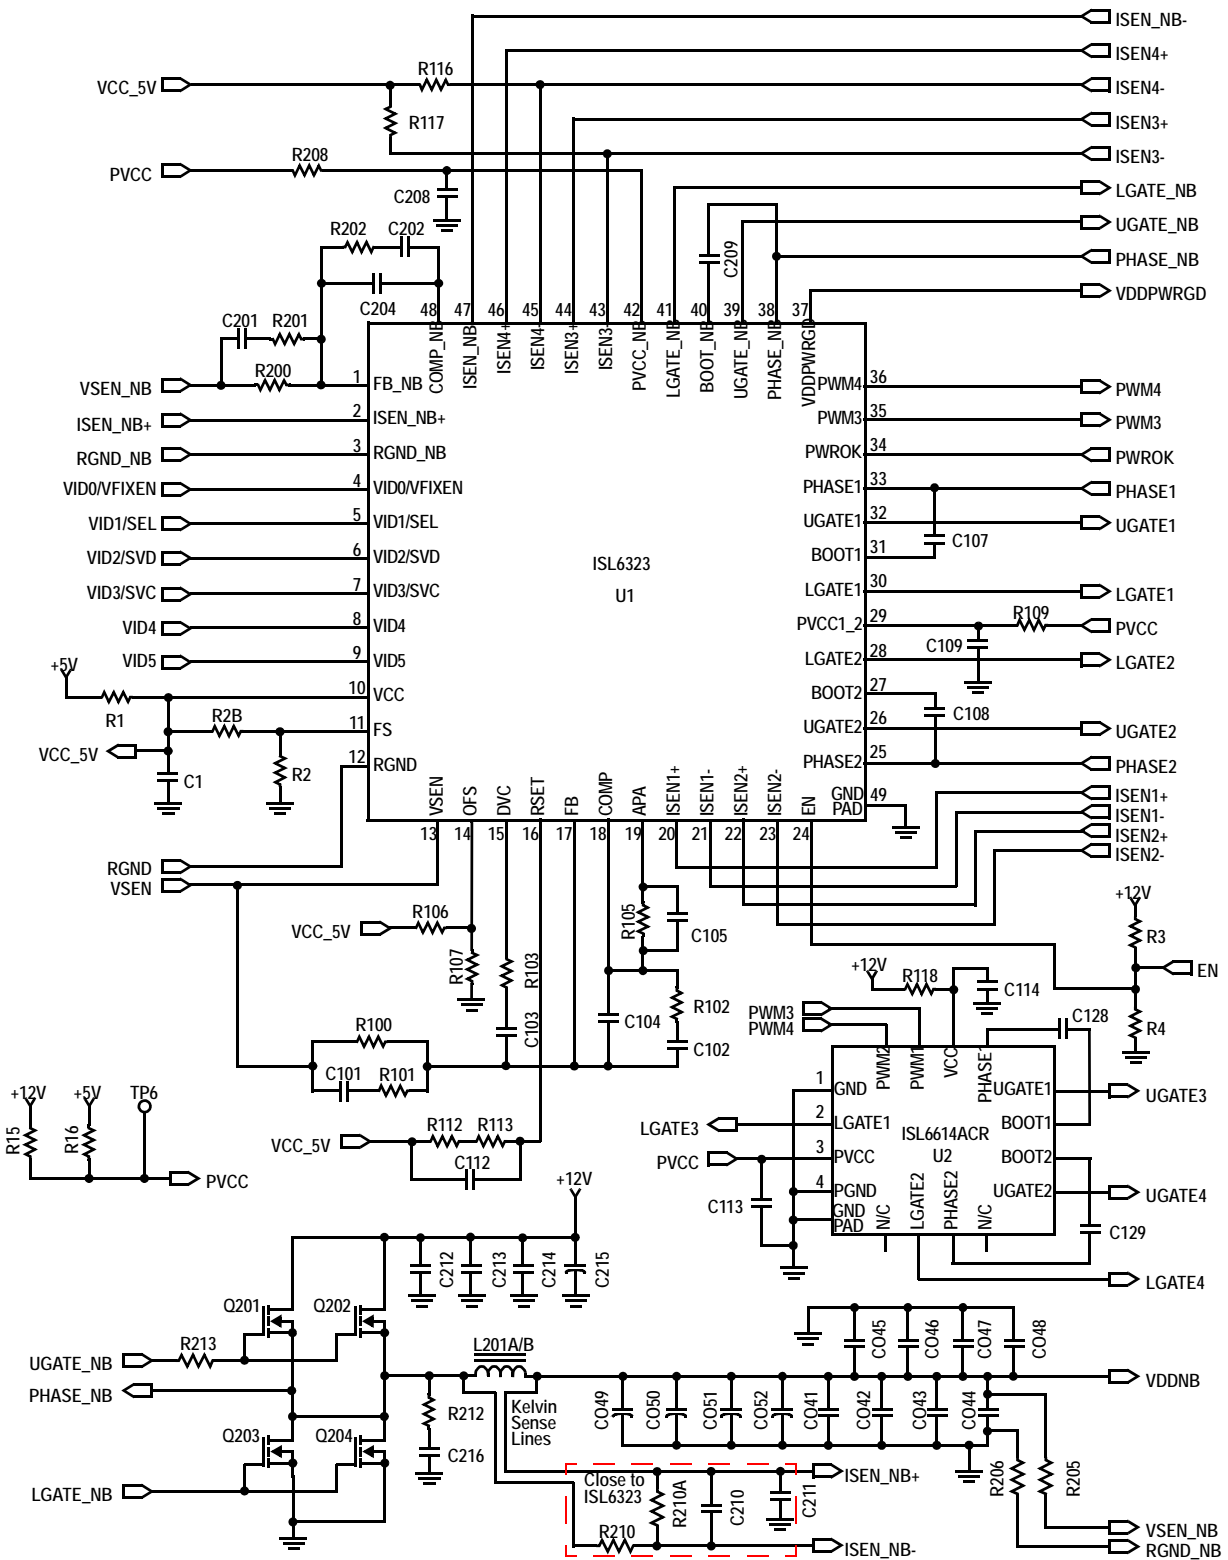 ISEN_NB-
ISEN4+
VCC_5V
R116
ISEN4-
R117
ISEN3+
R208
ISEN3-
PVCC
C208
LGATE_NB
R202
C202
C209
UGATE_NB
PHASE_NB
C204
48
47
46
45
44
43
42
41
40
39
38
37
VDDPWRGD
C201
R201
R200
COMP_NB
ISEN_NB
ISEN4+
ISEN4-
ISEN3+
ISEN3-
PVCC_NB
LGATE_NB
BOOT_NB
UGATE_NB
PHASE_NB
VDDPWRGD
VSEN_NB
1
FB_NB
PWM4
36
PWM4
ISEN_NB+
2
ISEN_NB+
PWM3
35
PWM3
RGND_NB
3
RGND_NB
PWROK
34
PWROK
VID0/VFIXEN
4
VID0/VFIXEN
PHASE1
33
PHASE1
VID1/SEL
5
VID1/SEL
UGATE1
32
UGATE1
C107
VID2/SVD
6
VID2/SVD
BOOT1
31
ISL6323
U1
VID3/SVC
7
VID3/SVC
LGATE1
30
LGATE1
VID4
8
VID4
PVCC1_2
29
R109
PVCC
C109
VID5
9
VID5
LGATE2
28
LGATE2
+5V
R1
10
VCC
BOOT2
27
C108
R2B
11
FS
UGATE2
26
UGATE2
VCC_5V
C1
R2
12
RGND
PHASE2
25
PHASE2
VSEN
OFS
DVC
RSET
FB
COMP
APA
ISEN1+
ISEN1-
ISEN2+
ISEN2-
EN
GND
PAD
49
ISEN1+
ISEN1-
ISEN2+
ISEN2-
13
14
15
16
17
18
19
20
21
22
23
24
RGND
VSEN
VCC_5V
R106
R107
R103
R105
C105
+12V
R3
EN
R4
C103
C104
R102
C102
R100
C101
R101
+12V
R118
C114
PWM3
PWM4
C128
PWM2
PWM1
VCC
PHASE1
1
GND
UGATE1
UGATE3
LGATE3
2
LGATE1
BOOT1
ISL6614ACR
U2
PVCC
3
PVCC
BOOT2
C113
4
PGND
UGATE2
UGATE4
GND
PAD
N/C
LGATE2
PHASE2
N/C
C129
LGATE4
+12V
+5V
TP6
R15
R16
PVCC
VCC_5V
R112
R113
C112
+12V
C212
C213
C214
C215
Q201
Q202
UGATE_NB
R213
PHASE_NB
L201A/B
R212
C216
Kelvin
Sense
Lines
Q203
Q204
LGATE_NB
CO45
CO46
CO47
CO48
VDDNB
CO49
CO50
CO51
CO52
CO41
CO42
CO43
CO44
R206
R205
Close to
ISL6323
R210A
C210
C211
R210
ISEN_NB+
ISEN_NB-
VSEN_NB
RGND_NB